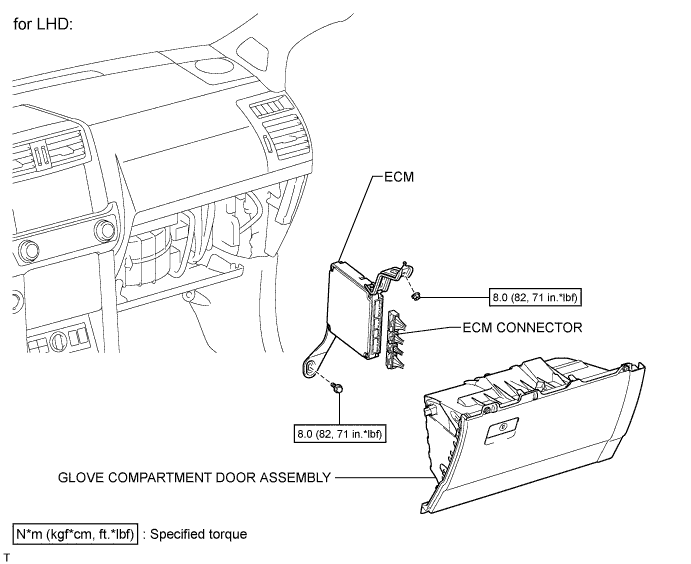 for LHD:
ECM
8.0 (82, 71 in.*lbf)
ECM CONNECTOR
8.0 (82, 71 in.*lbf)
GLOVE COMPARTMENT DOOR ASSEMBLY
N*m (kgf*cm, ft.*lbf) : Specified torque
T